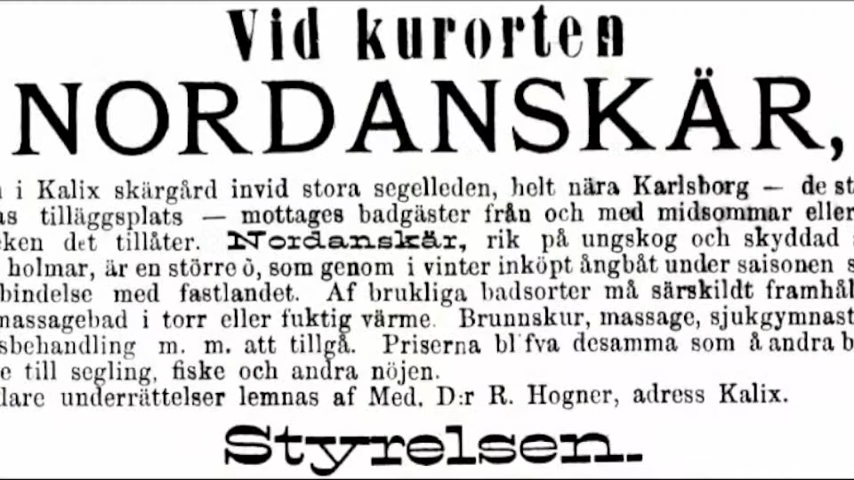 Vid kurorten
NORDANSKÄR,
i Kalix skärgård invid stora segelleden, helt nära Karlsborg — de st
as tilläggsplats — mottages badgäster från och med midsommar eller
ken det tillåter. Nordanskär, rik på ungskog och skyddad
holmar, är en större ö, som genom i vinter inköpt ångbåt under saisonen s
bindelse med fastlandet. Af brukliga badsorter må särskildt framhål
massagebad i torr eller fuktig värme. Brunnskur, massage, sjukgymnast
sbehandling m. m. att tillgå. Priserna bl fva desamma som å andra b
e till segling, fiske och andra nöjen.
lare underrättelser lemnas af Med. D:r R. Hogner, adress Kalix.
Styrelsen.